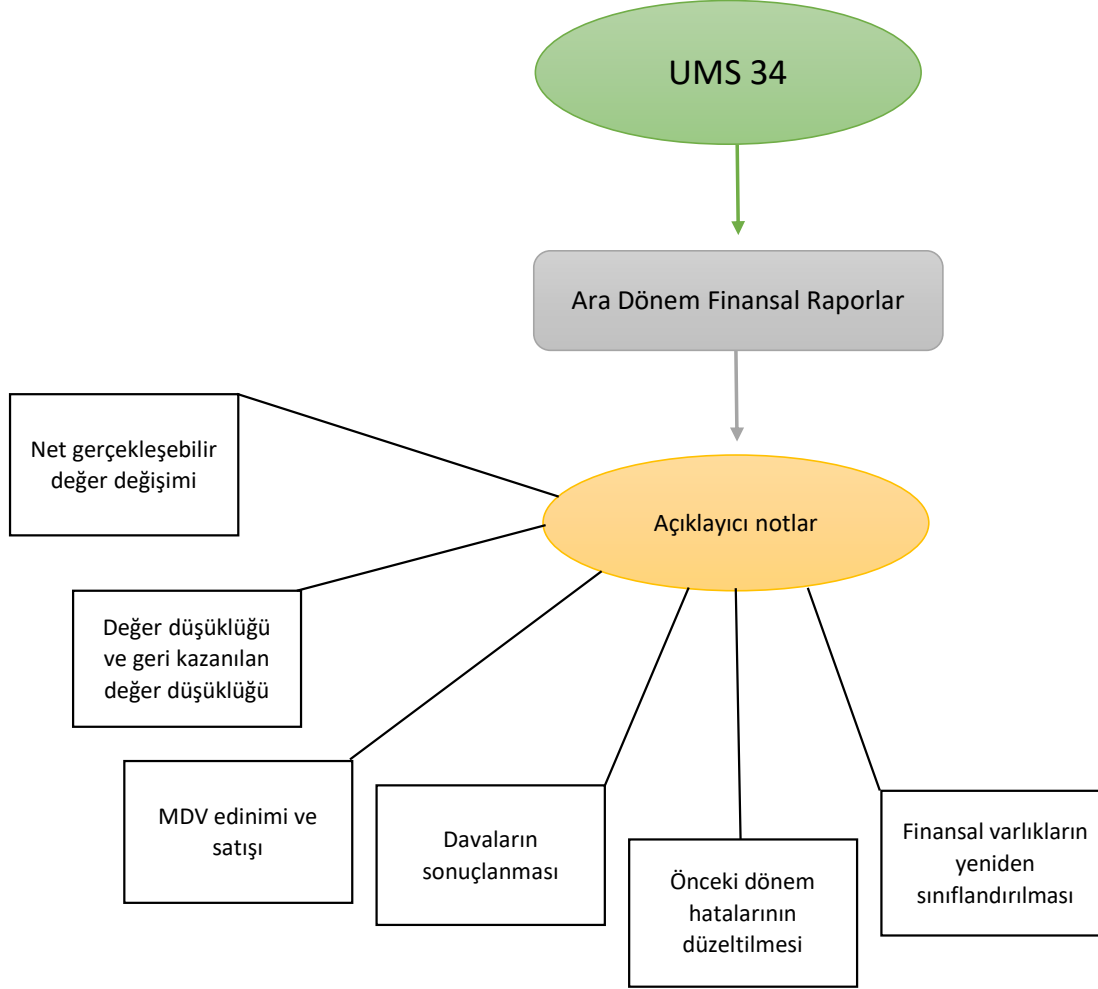 UMS 34
Ara Dönem Finansal Raporlar
Açıklayıcı notlar
Net gerçekleşebilir
değer değişimi
Değer düşüklüğü
ve geri kazanılan
değer düşüklüğü
MDV edinimi ve
satışı
Davaların
sonuçlanması
Önceki dönem
hatalarının
düzeltilmesi
Finansal varlıkların
yeniden
sınıflandırılması